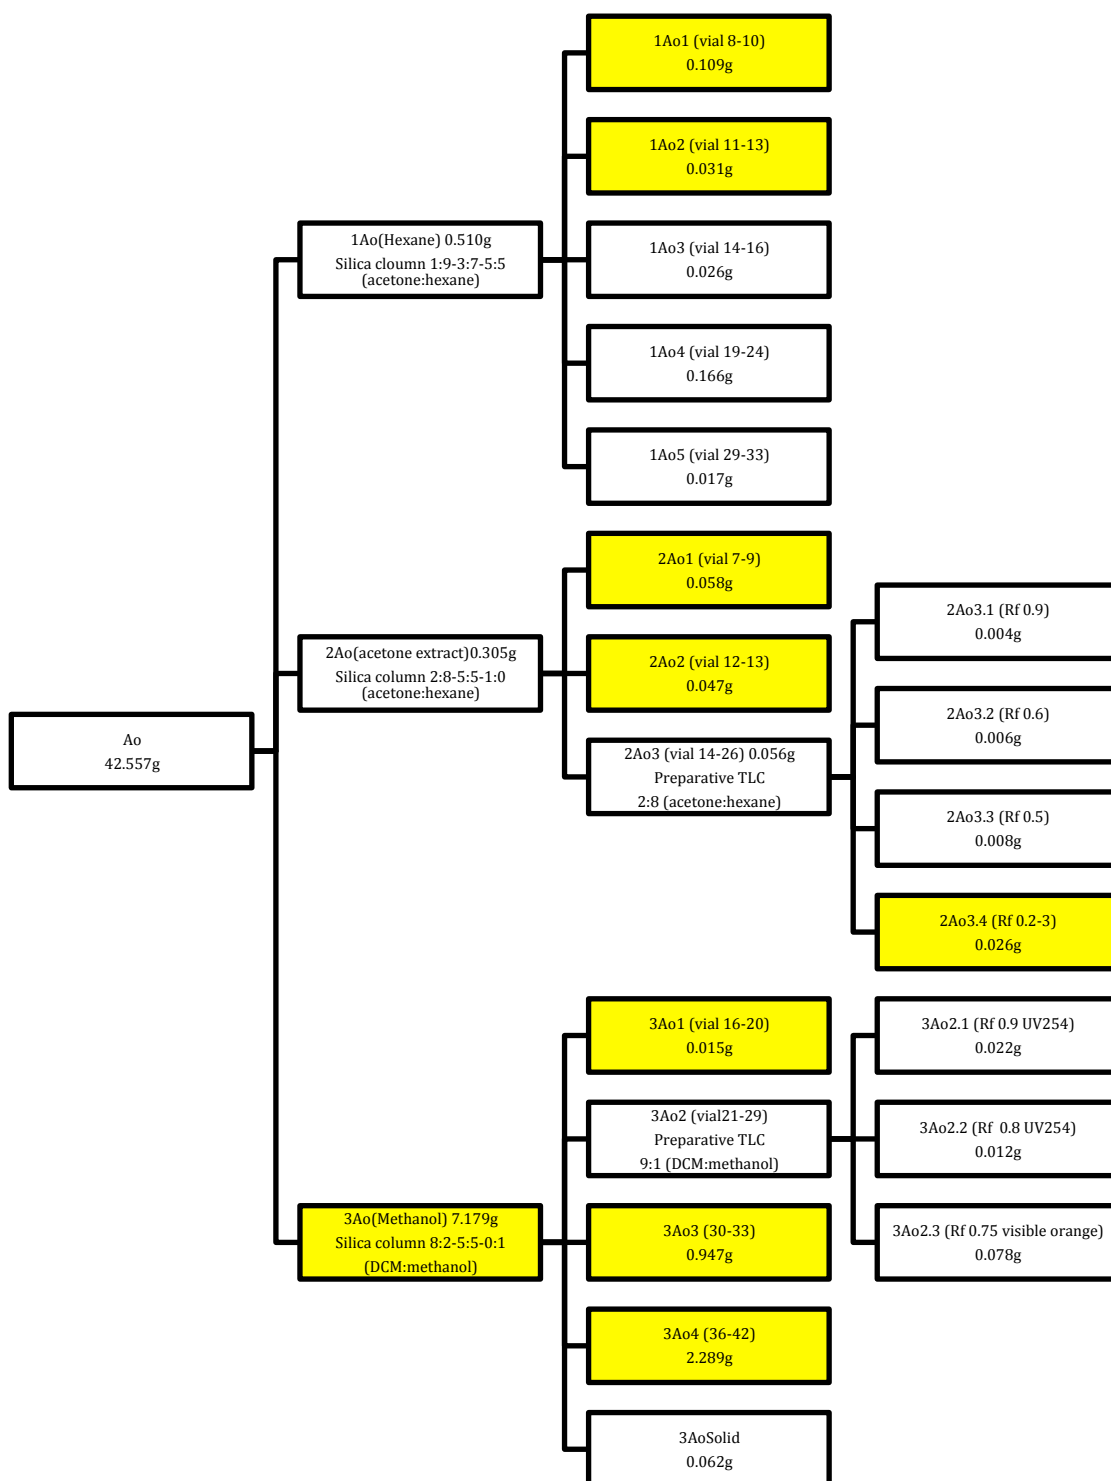 Ao
42.557g
1Ao(Hexane) 0.510g
Silica cloumn 1:9-3:7-5:5
(acetone:hexane)
1Ao1 (vial 8-10)
0.109g
1Ao2 (vial 11-13)
0.031g
1Ao3 (vial 14-16)
0.026g
1Ao4 (vial 19-24)
0.166g
1Ao5 (vial 29-33)
0.017g
2Ao(acetone extract)0.305g
Silica column 2:8-5:5-1:0
(acetone:hexane)
2Ao1 (vial 7-9)
0.058g
2Ao2 (vial 12-13)
0.047g
2Ao3 (vial 14-26) 0.056g
Preparative TLC
2:8 (acetone:hexane)
2Ao3.1 (Rf 0.9)
0.004g
2Ao3.2 (Rf 0.6)
0.006g
2Ao3.3 (Rf 0.5)
0.008g
2Ao3.4 (Rf 0.2-3)
0.026g
3Ao(Methanol) 7.179g
Silica column 8:2-5:5-0:1
(DCM:methanol)
3Ao1 (vial 16-20)
0.015g
3Ao2 (vial21-29)
Preparative TLC
9:1 (DCM:methanol)
3Ao2.1 (Rf 0.9 UV254)
0.022g
3Ao2.2 (Rf  0.8 UV254)
0.012g
3Ao2.3 (Rf 0.75 visible orange)
0.078g
3Ao3 (30-33)
0.947g
3Ao4 (36-42)
2.289g
3AoSolid
0.062g